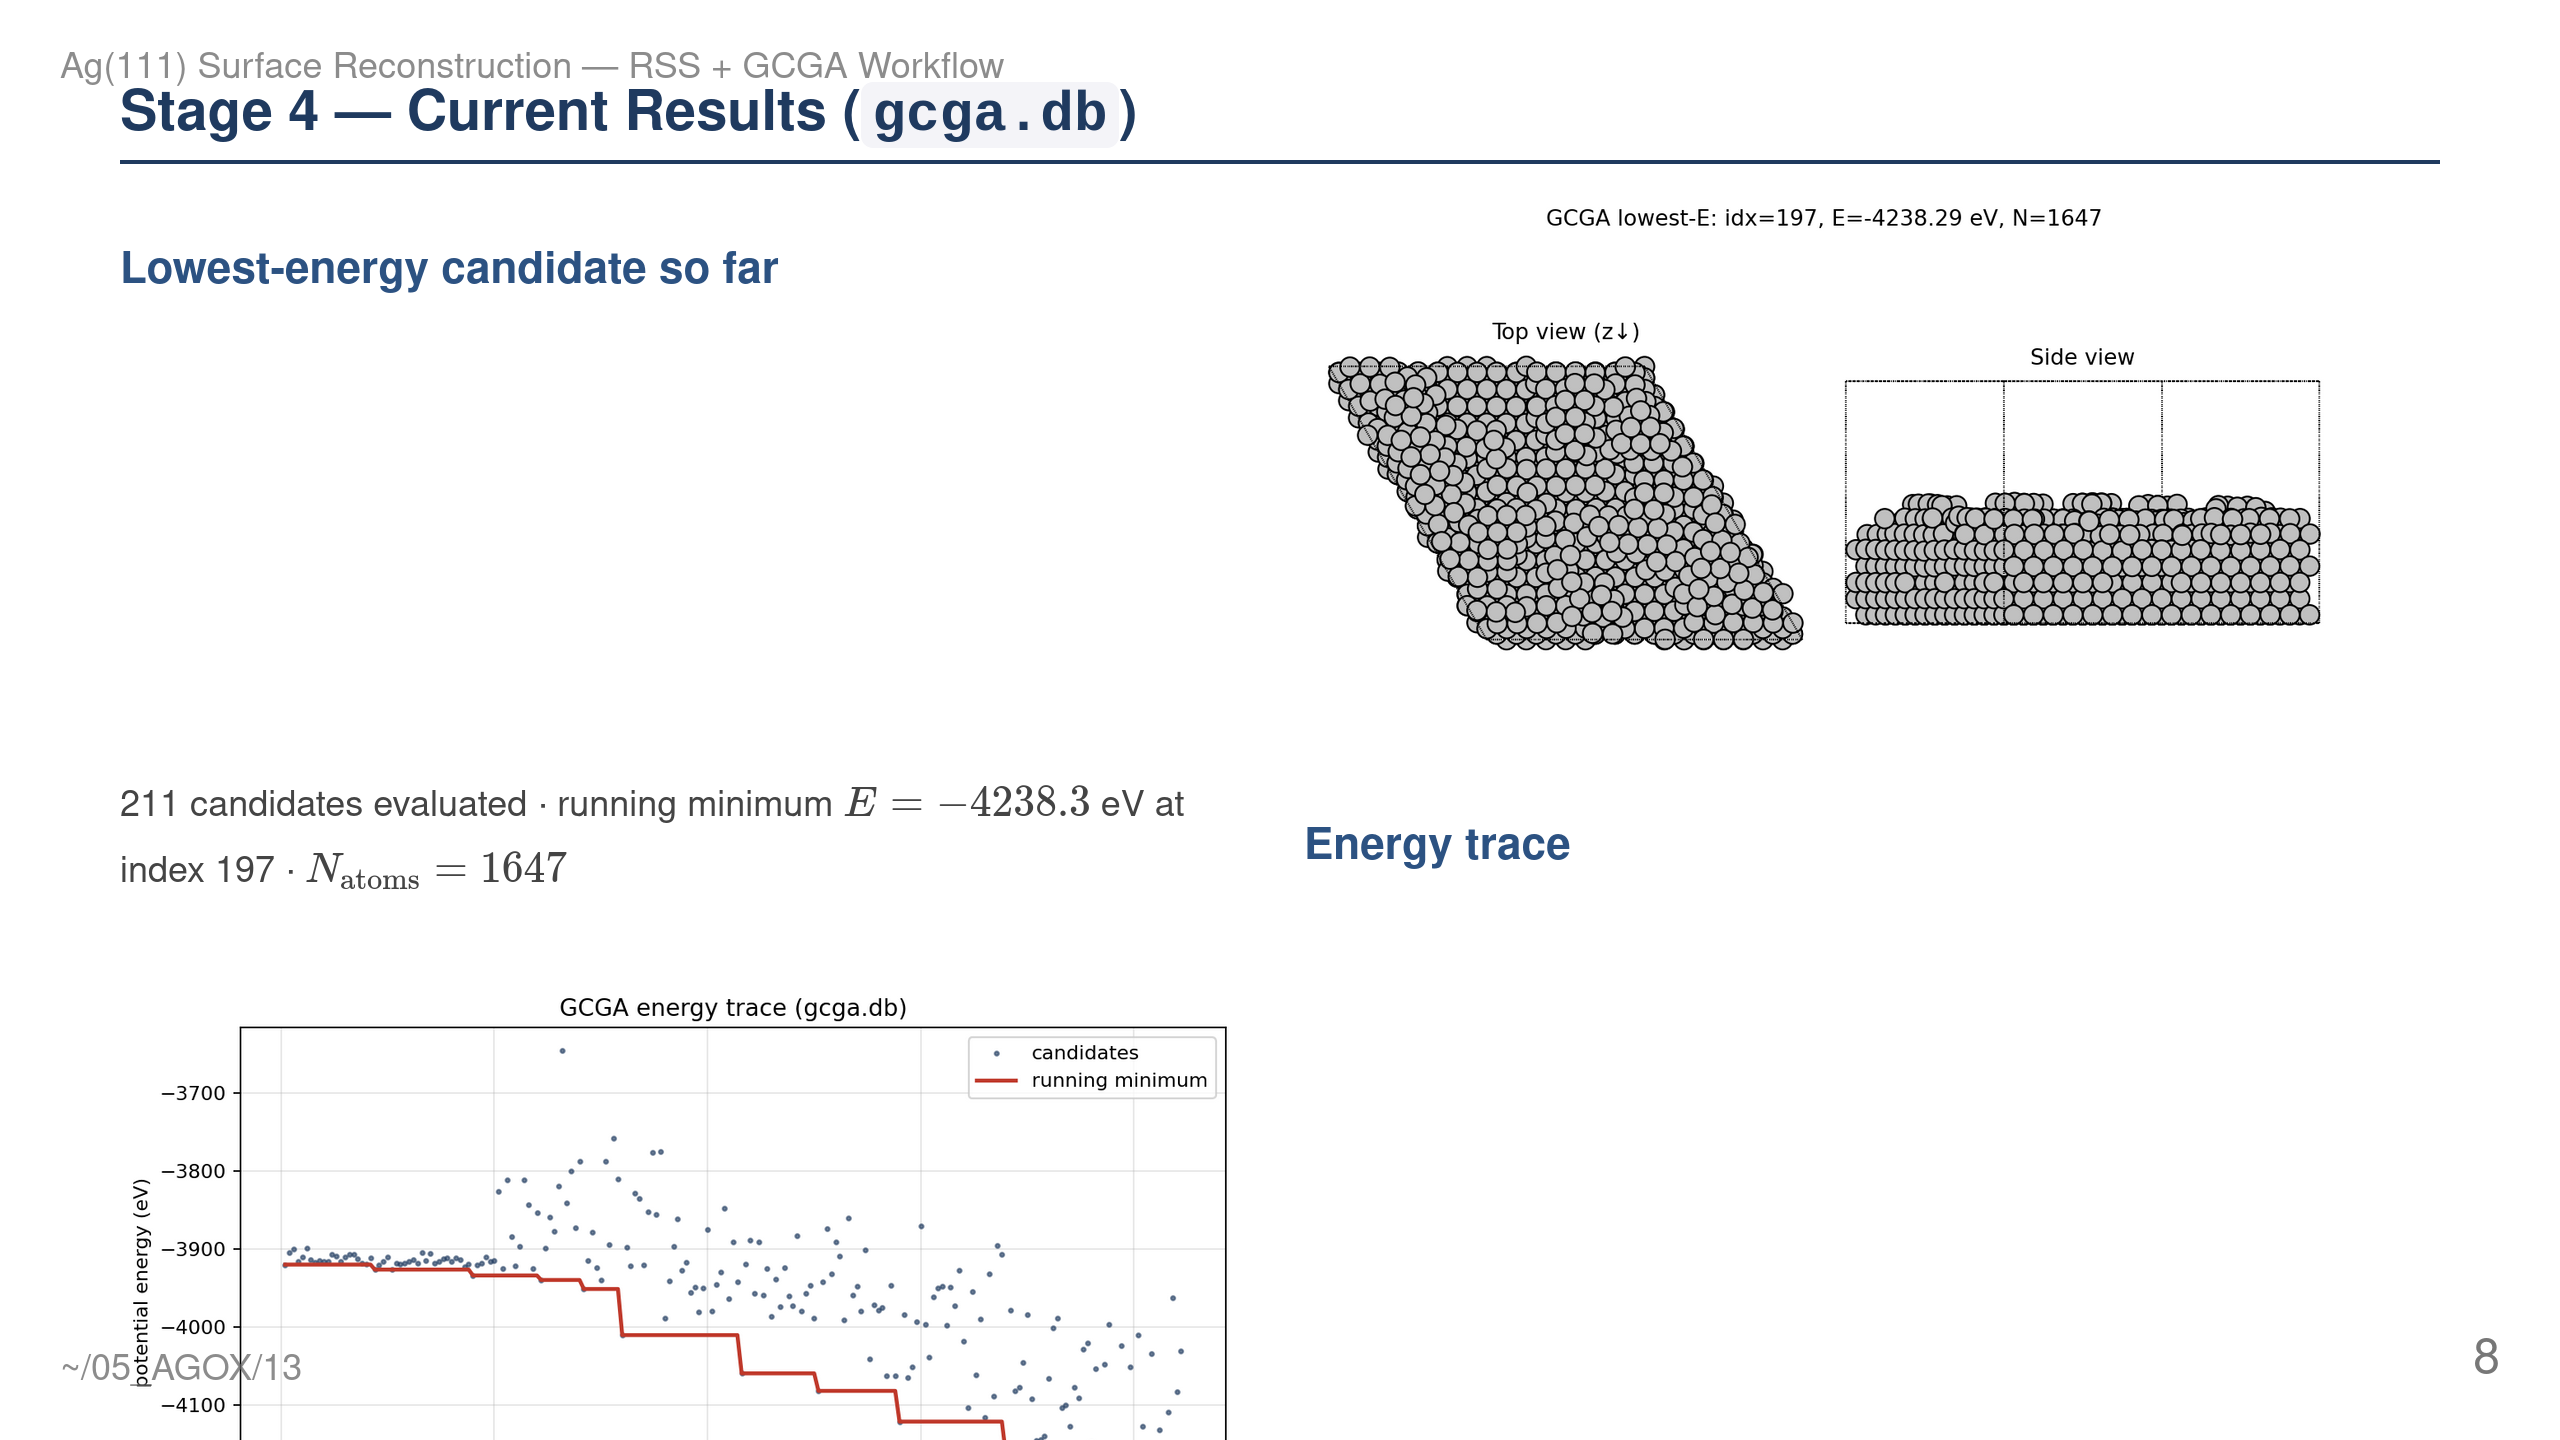 Ag(111) Surface Reconstruction — RSS + GCGA Workflow
Stage 4 — Current Results (gcga.db)
Lowest-energy candidate so far
GCGA lowest-E: idx=197, E=-4238.29 eV, N=1647
Top view (z↓)
Side view
211 candidates evaluated · running minimum E = −4238.3 eV at
index 197 · N_atoms = 1647
Energy trace
GCGA energy trace (gcga.db)
candidates
running minimum
−3700
−3800
−3900
−4000
−4100
potential energy (eV)
~/05_AGOX/13
8